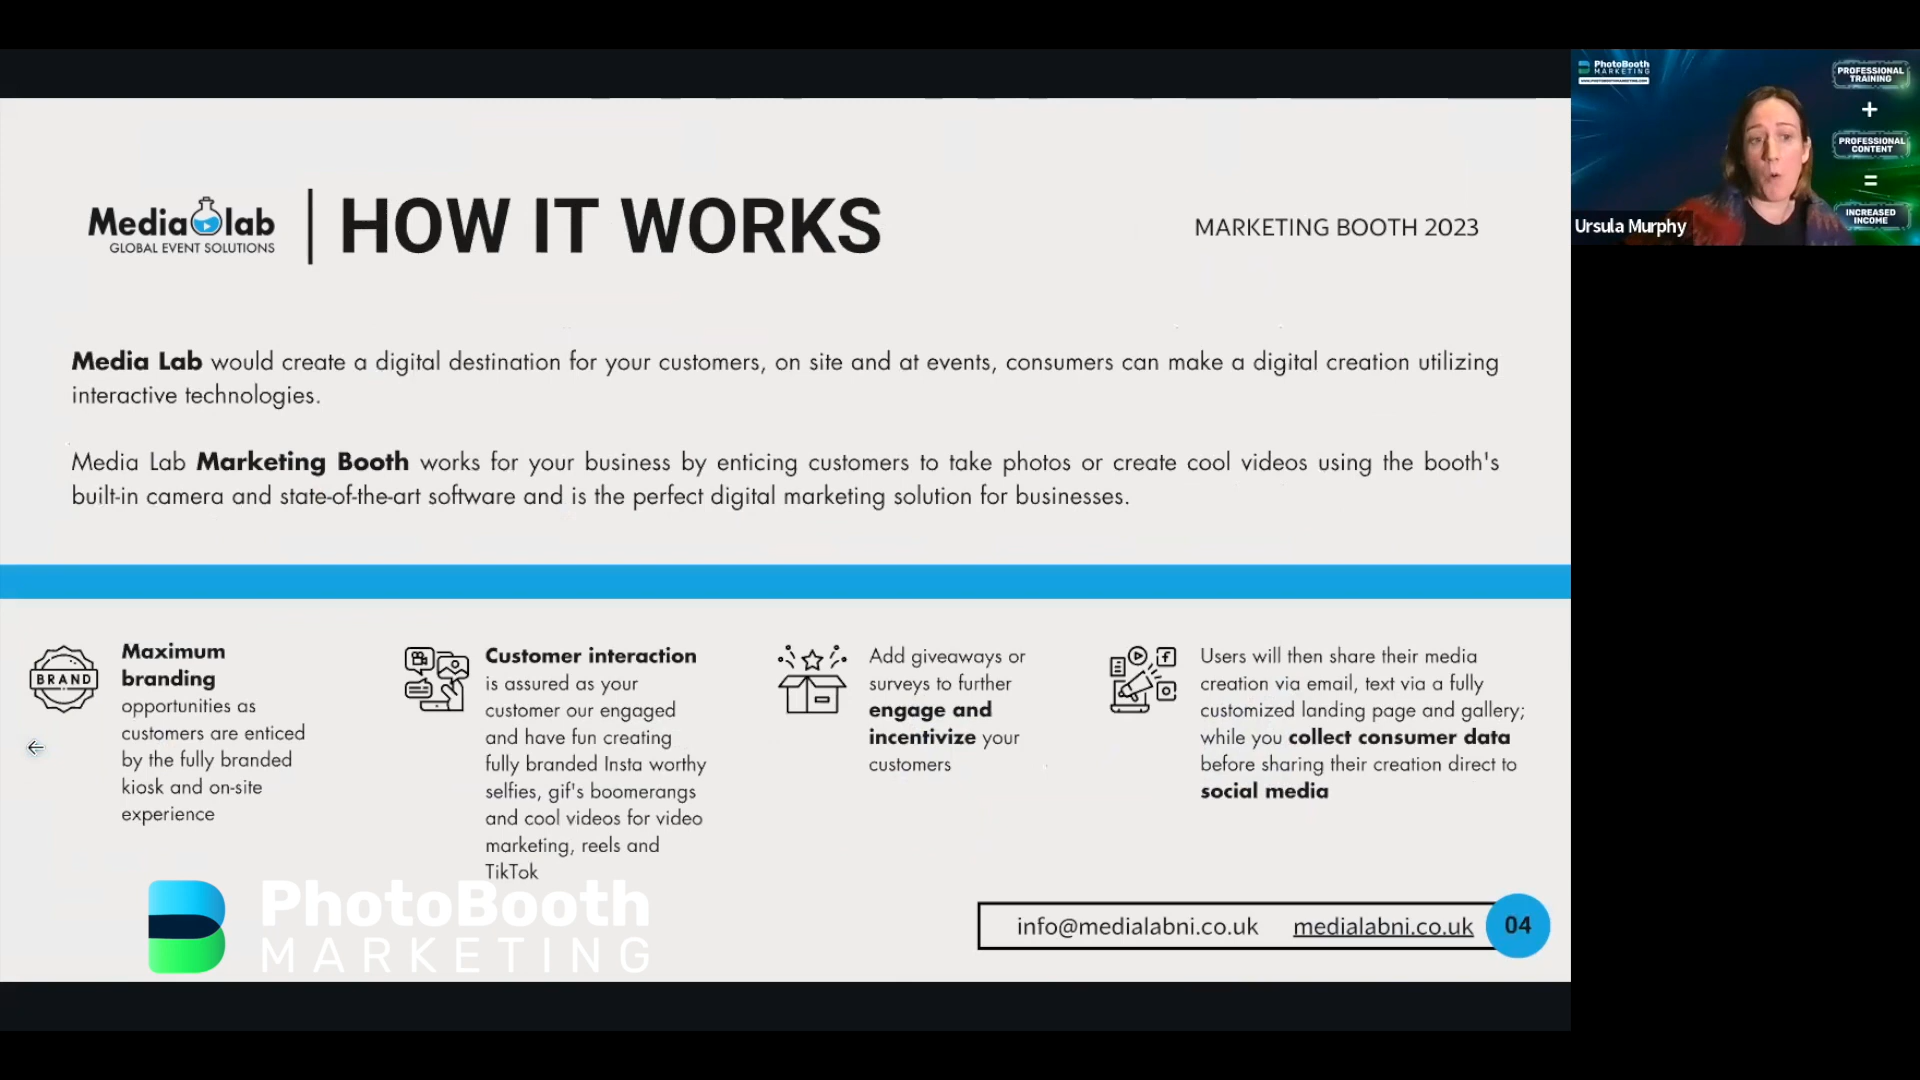 Media lab
GLOBAL EVENT SOLUTIONS
HOW IT WORKS
MARKETING BOOTH 2023
Media Lab would create a digital destination for your customers, on site and at events, consumers can make a digital creation utilizing
interactive technologies.
Media Lab Marketing Booth works for your business by enticing customers to take photos or create cool videos using the booth's
built-in camera and state-of-the-art software and is the perfect digital marketing solution for businesses.
BRAND
Maximum
branding
opportunities as
customers are enticed
by the fully branded
kiosk and on-site
experience
Customer interaction
is assured as your
customer our engaged
and have fun creating
fully branded Insta worthy
selfies, gif's boomerangs
and cool videos for video
marketing, reels and
TikTok
Add giveaways or
surveys to further
engage and
incentivize your
customers
Users will then share their media
creation via email, text via a fully
customized landing page and gallery;
while you collect consumer data
before sharing their creation direct to
social media
PhotoBooth
MARKETING
info@medialabni.co.uk medialabni.co.uk
04
PhotoBooth
MARKETING
PROFESSIONAL
TRAINING
+
PROFESSIONAL
CONTENT
=
INCREASED
INCOME
Ursula Murphy